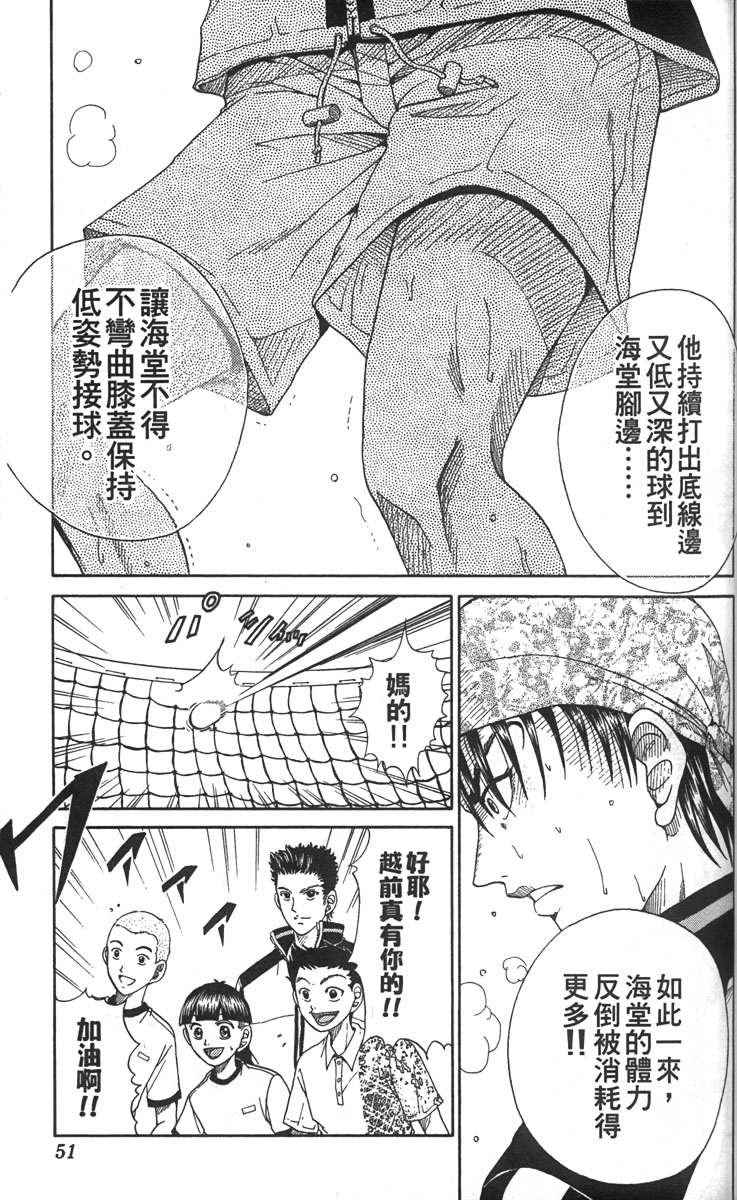 他持續打出底線邊
又低又深的球到
海堂腳邊……
讓海堂不得
不彎曲膝蓋保持
低姿勢接球。
如此一來，
海堂的體力
反倒被消耗得
更多!!
媽的!!
好耶！
越前真有你的!!
加油啊!!
51